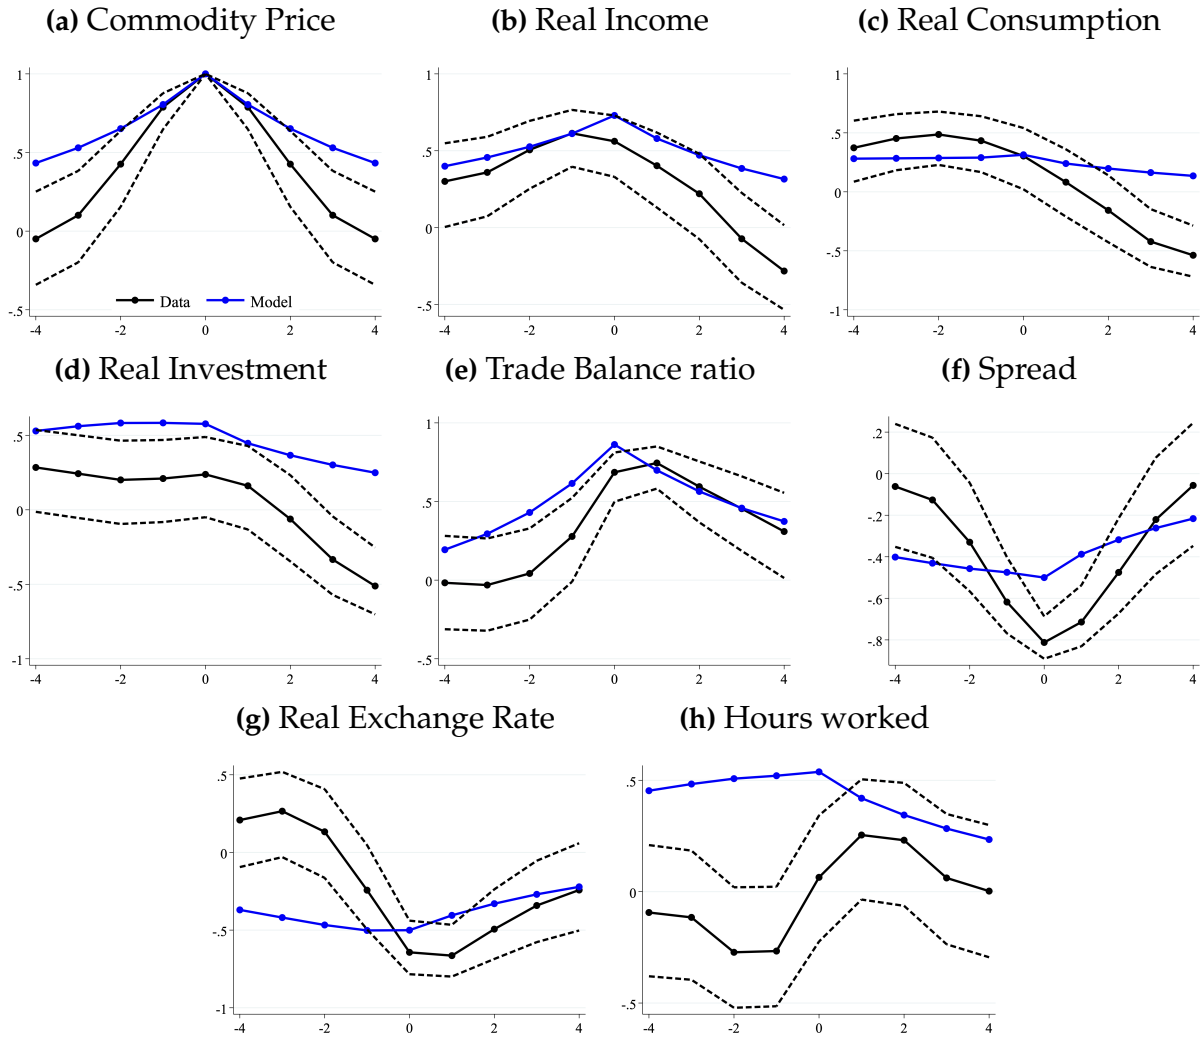 (a) Commodity Price
(b) Real Income
(c) Real Consumption
1
.5
0
-.5
-4 -2 0 2 4
Data Model
1
.5
0
-.5
-4 -2 0 2 4
1
.5
0
-.5
-1
-4 -2 0 2 4
(d) Real Investment
(e) Trade Balance ratio
(f) Spread
.5
0
-.5
-1
-4 -2 0 2 4
1
.5
0
-.5
-4 -2 0 2 4
.2
0
-.2
-.4
-.6
-.8
-4 -2 0 2 4
(g) Real Exchange Rate
(h) Hours worked
.5
0
-.5
-1
-4 -2 0 2 4
.5
0
-.5
-4 -2 0 2 4